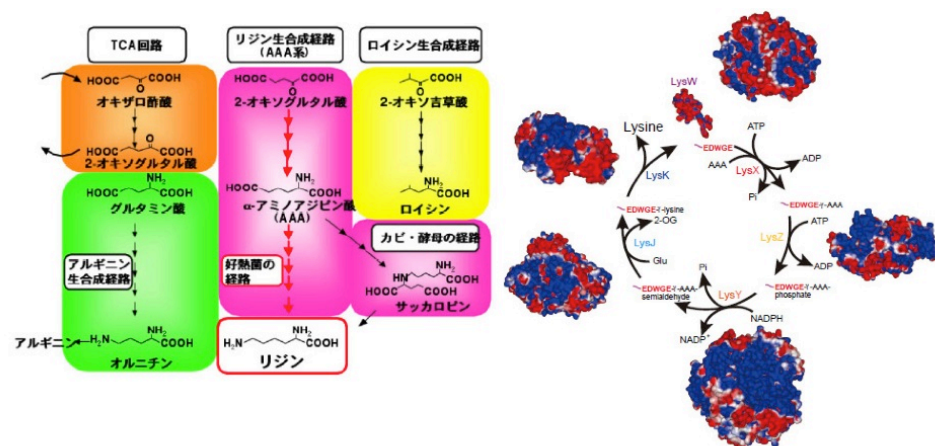 TCA回路
HOOC COOH
O
オキザロ酢酸
O
HOOC COOH
2-オキソグルタル酸
NH2
HOOC COOH
グルタミン酸
アルギニン
生合成経路
アルギニン
NH2
H2N COOH
オルニチン
リジン生合成経路
(AAA系)
HOOC COOH
O
2-オキソグルタル酸
NH2
HOOC COOH
α-アミノアジピン酸
(AAA)
好熱菌の
経路
NH2
H2N COOH
リジン
ロイシン生合成経路
COOH
O
2-オキソ吉草酸
NH2
COOH
ロイシン
カビ・酵母の経路
NH2
HN COOH
HOOC COOH
サッカロピン
LysW
EDWGE
ATP
AAA
LysX
ADP
Pi
EDWGE-γ-AAA
ATP
LysZ
ADP
EDWGE-γ-AAA-
phosphate
NADPH
LysY
Pi
NADP+
EDWGE-γ-AAA-
semialdehyde
Glu
LysJ
2-OG
EDWGE-γ-lysine
LysK
Lysine